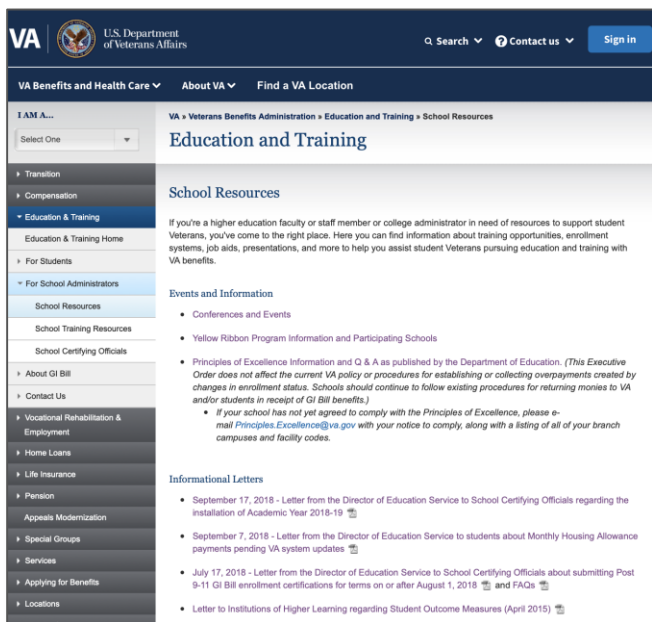 VA
U.S. Department
of Veterans Affairs
Search
Contact us
Sign in
VA Benefits and Health Care
About VA
Find a VA Location
I AM A...
Select One
Transition
Compensation
Education & Training
Education & Training Home
For Students
For School Administrators
School Resources
School Training Resources
School Certifying Officials
About GI Bill
Contact Us
Vocational Rehabilitation &
Employment
Home Loans
Life Insurance
Pension
Appeals Modernization
Special Groups
Services
Applying for Benefits
Locations
VA » Veterans Benefits Administration » Education and Training » School Resources
Education and Training
School Resources
If you're a higher education faculty or staff member or college administrator in need of resources to support student
Veterans, you've come to the right place. Here you can find information about training opportunities, enrollment
systems, job aids, presentations, and more to help you assist student Veterans pursuing education and training with
VA benefits.
Events and Information
• Conferences and Events
• Yellow Ribbon Program Information and Participating Schools
• Principles of Excellence Information and Q & A as published by the Department of Education. (This Executive
Order does not affect the current VA policy or procedures for establishing or collecting overpayments created by
changes in enrollment status. Schools should continue to follow existing procedures for returning monies to VA
and/or students in receipt of GI Bill benefits.)
• If your school has not yet agreed to comply with the Principles of Excellence, please e-
mail Principles.Excellence@va.gov with your notice to comply, along with a listing of all of your branch
campuses and facility codes.
Informational Letters
• September 17, 2018 - Letter from the Director of Education Service to School Certifying Officials regarding the
installation of Academic Year 2018-19
• September 7, 2018 - Letter from the Director of Education Service to students about Monthly Housing Allowance
payments pending VA system updates
• July 17, 2018 - Letter from the Director of Education Service to School Certifying Officials about submitting Post
9-11 GI Bill enrollment certifications for terms on or after August 1, 2018 and FAQs
• Letter to Institutions of Higher Learning regarding Student Outcome Measures (April 2015)